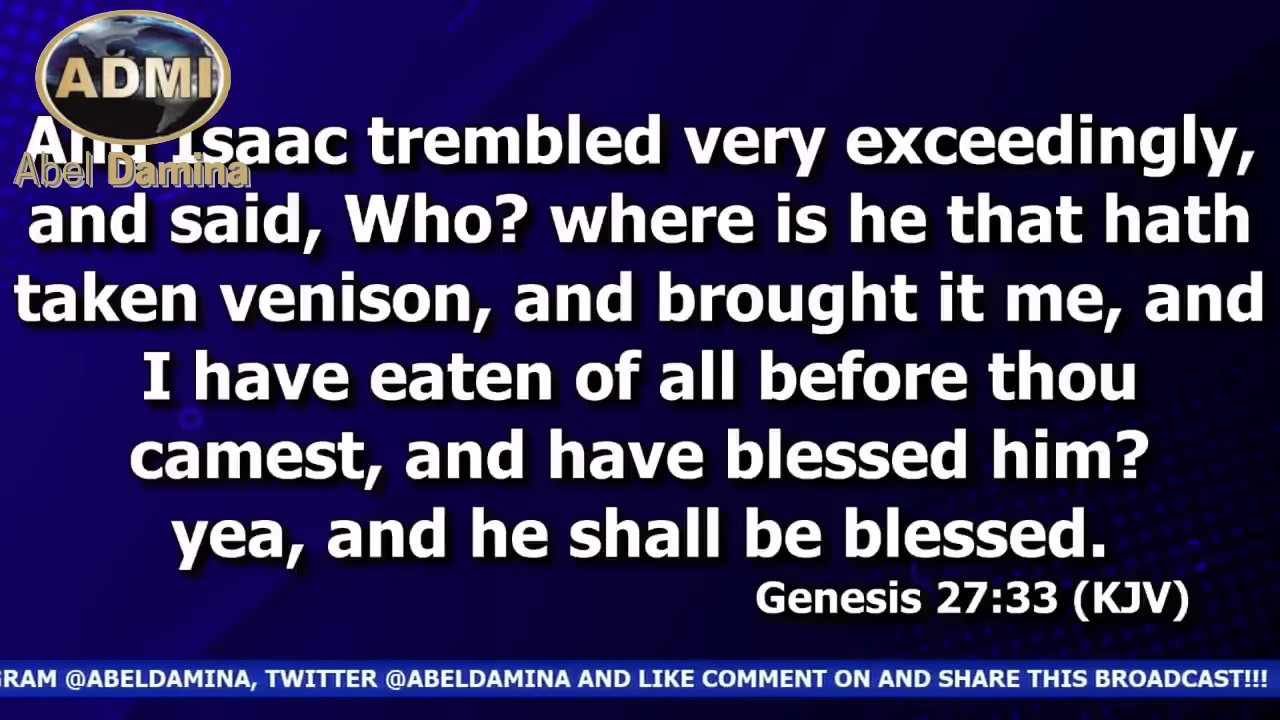 ADMI
Abel Damina
And Isaac trembled very exceedingly,
and said, Who? where is he that hath
taken venison, and brought it me, and
I have eaten of all before thou
camest, and have blessed him?
yea, and he shall be blessed.
Genesis 27:33 (KJV)
GRAM @ABELDAMINA, TWITTER @ABELDAMINA AND LIKE COMMENT ON AND SHARE THIS BROADCAST!!!